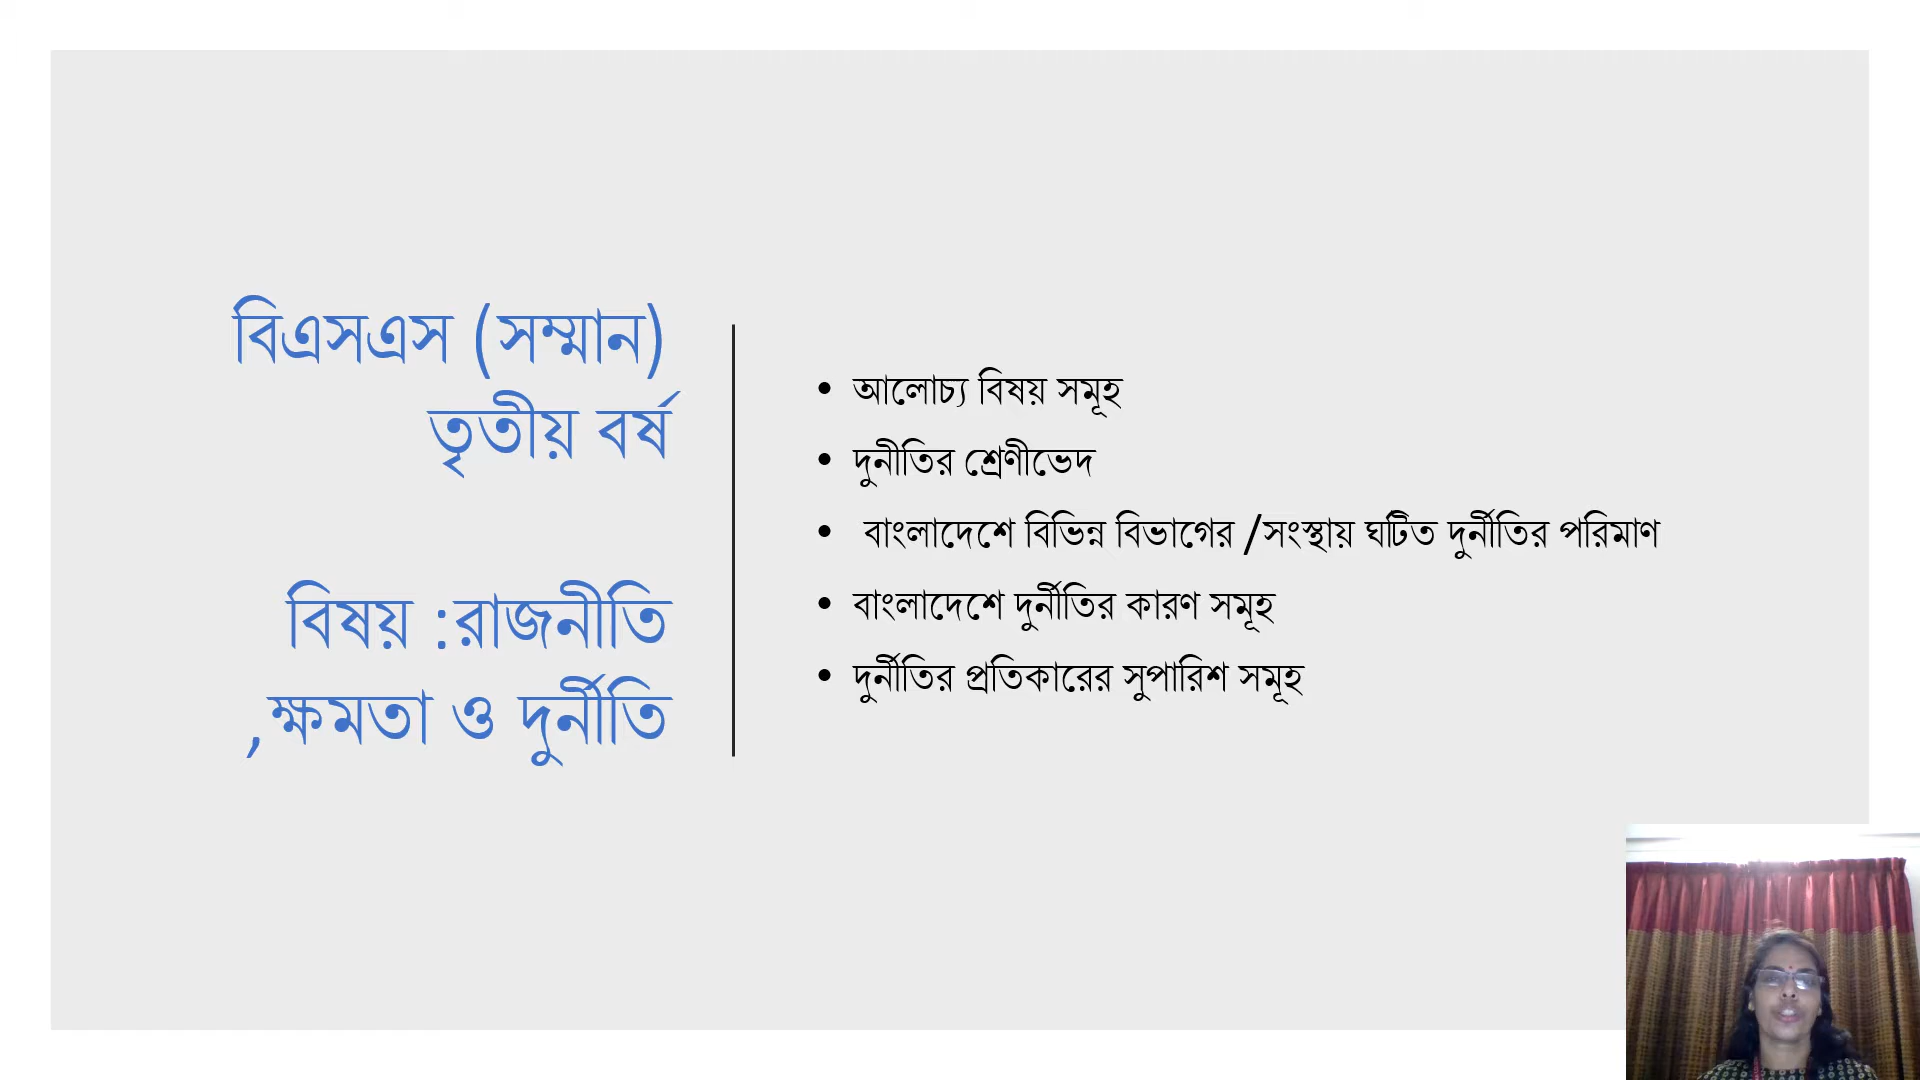 বিএসএস (সম্মান)
তৃতীয় বর্ষ
বিষয় :রাজনীতি
,ক্ষমতা ও দুর্নীতি
• আলোচ্য বিষয় সমূহ
• দুনীতির শ্রেণীভেদ
• বাংলাদেশে বিভিন্ন বিভাগের /সংস্থায় ঘটিত দুর্নীতির পরিমাণ
• বাংলাদেশে দুর্নীতির কারণ সমূহ
• দুর্নীতির প্রতিকারের সুপারিশ সমূহ